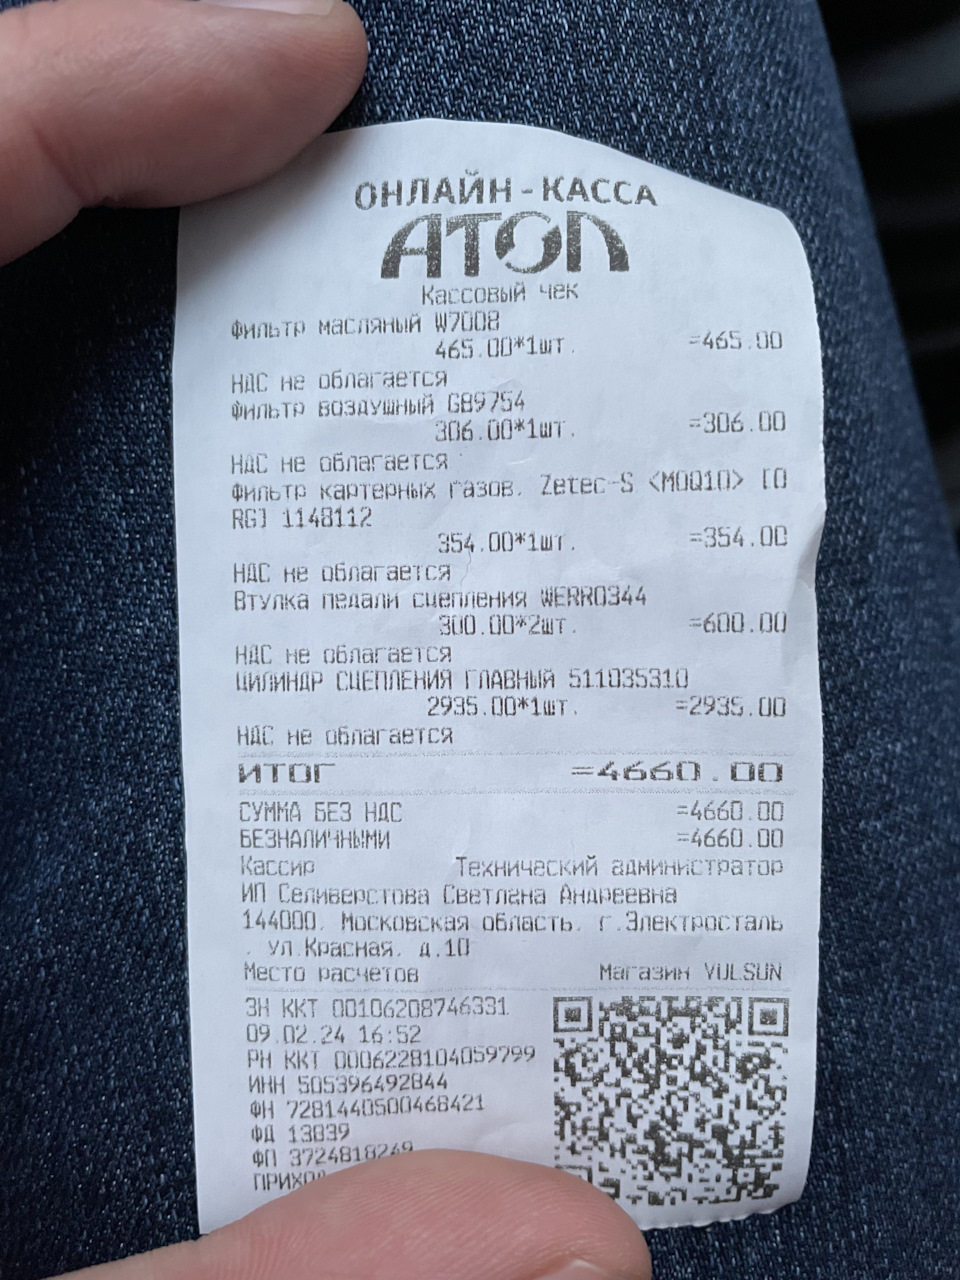 ОНЛАЙН-КАССА
АТОЛ
Кассовый чек
Фильтр масляный W7008
465.00*1шт. =465.00
НДС не облагается
Фильтр воздушный GB9754
306.00*1шт. =306.00
НДС не облагается
Фильтр картерных газов. Zetec-S <M0Q10> [O
RG] 1148112
354.00*1шт. =354.00
НДС не облагается
Втулка педали сцепления WERR0344
300.00*2шт. =600.00
НДС не облагается
ЦИЛИНДР СЦЕПЛЕНИЯ ГЛАВНЫЙ 511035310
2935.00*1шт. =2935.00
НДС не облагается
ИТОГ =4660.00
СУММА БЕЗ НДС =4660.00
БЕЗНАЛИЧНЫМИ =4660.00
Кассир Технический администратор
ИП Селиверстова Светлана Андреевна
144000. Московская область. г.Электросталь
. ул.Красная. д.10
Место расчетов Магазин VULSUN
ЗН ККТ 00106208746331
09.02.24 16:52
РН ККТ 0006228104059799
ИНН 505396492844
ФН 7281440500468421
ФД 13839
ФП 3724818249
ПРИХОД